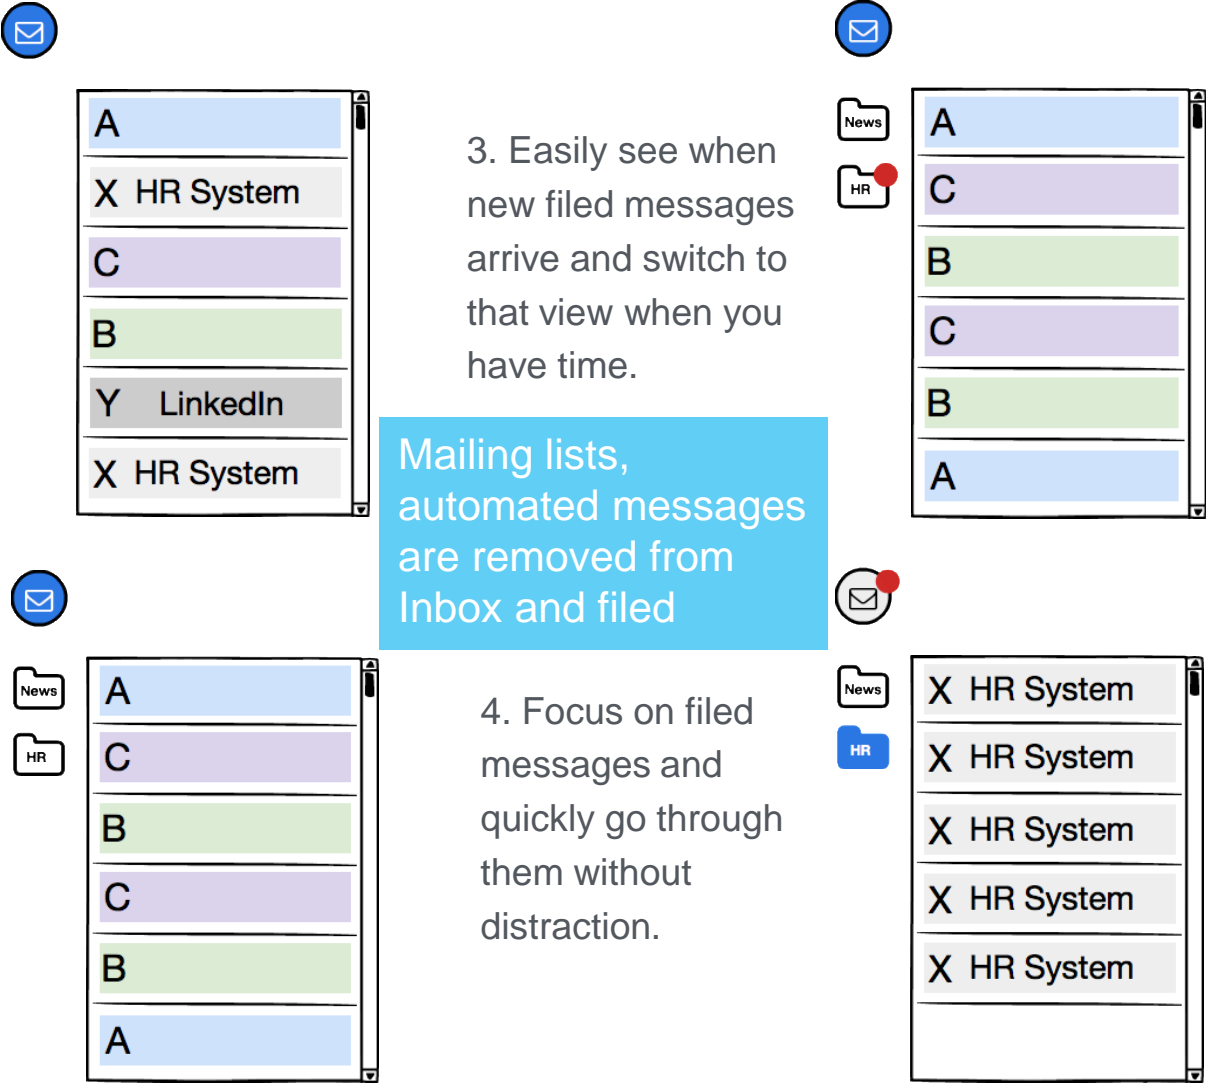 A
X HR System
C
B
Y LinkedIn
X HR System
3. Easily see when
new filed messages
arrive and switch to
that view when you
have time.
News
HR
A
C
B
C
B
A
Mailing lists,
automated messages
are removed from
Inbox and filed
News
HR
A
C
B
C
B
A
4. Focus on filed
messages and
quickly go through
them without
distraction.
News
HR
X HR System
X HR System
X HR System
X HR System
X HR System